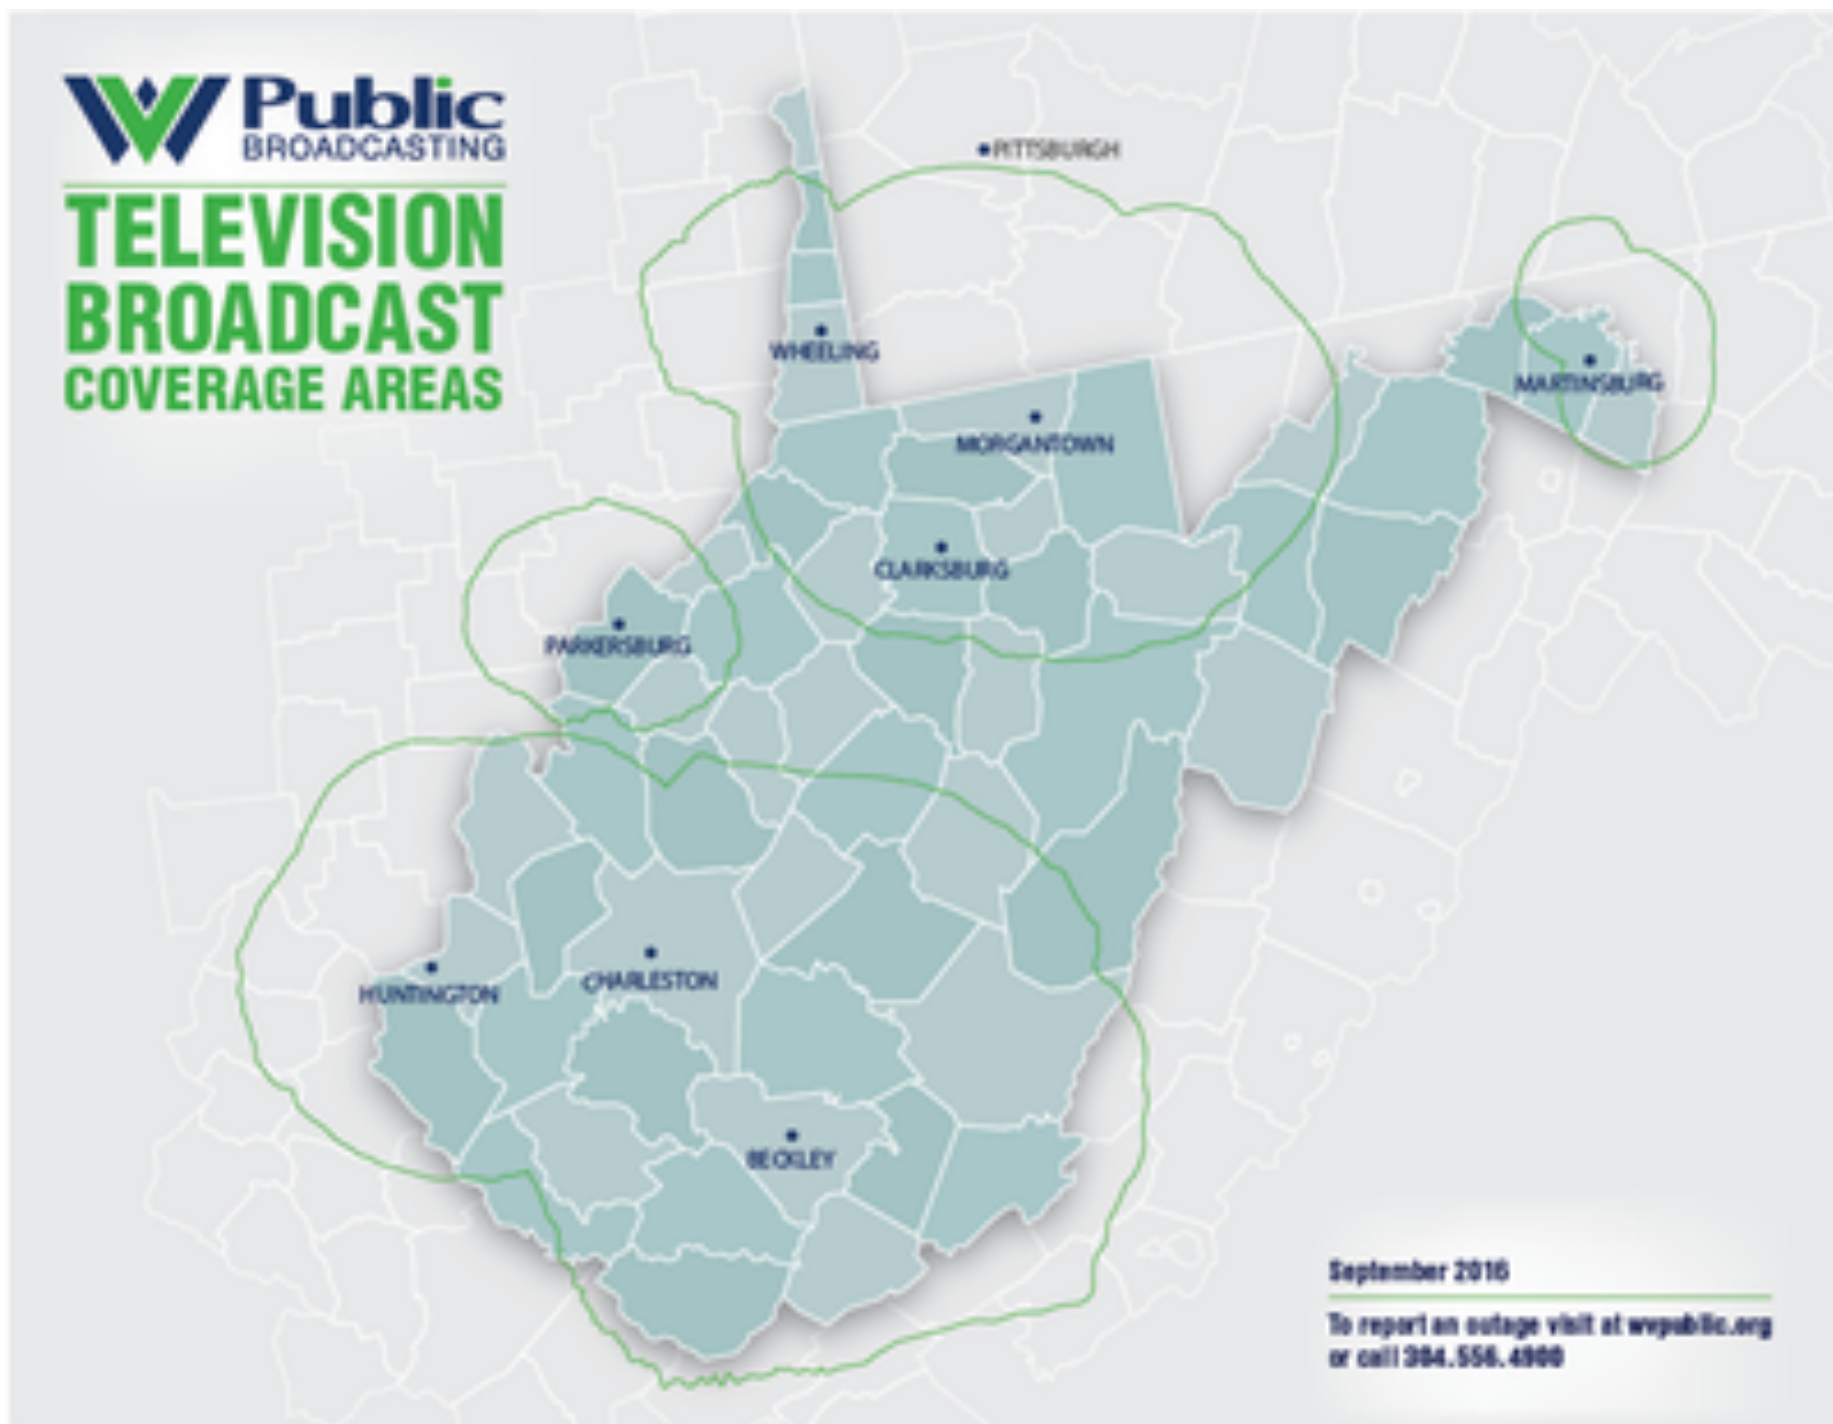 Public
BROADCASTING
TELEVISION
BROADCAST
COVERAGE AREAS
PITTSBURGH
WHEELING
MARTINSBURG
MORGANTOWN
CLARKSBURG
PARKERSBURG
HUNTINGTON
CHARLESTON
BECKLEY
September 2016
To report an outage visit at wvpublic.org
or call 304.556.4900